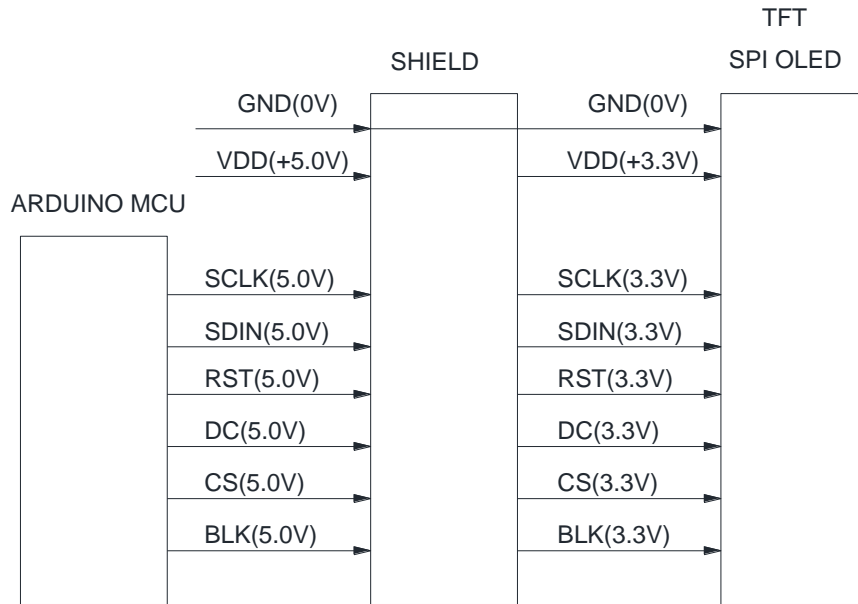 TFT
SHIELD
SPI OLED
GND(0V)
GND(0V)
VDD(+5.0V)
VDD(+3.3V)
ARDUINO MCU
SCLK(5.0V)
SCLK(3.3V)
SDIN(5.0V)
SDIN(3.3V)
RST(5.0V)
RST(3.3V)
DC(5.0V)
DC(3.3V)
CS(5.0V)
CS(3.3V)
BLK(5.0V)
BLK(3.3V)